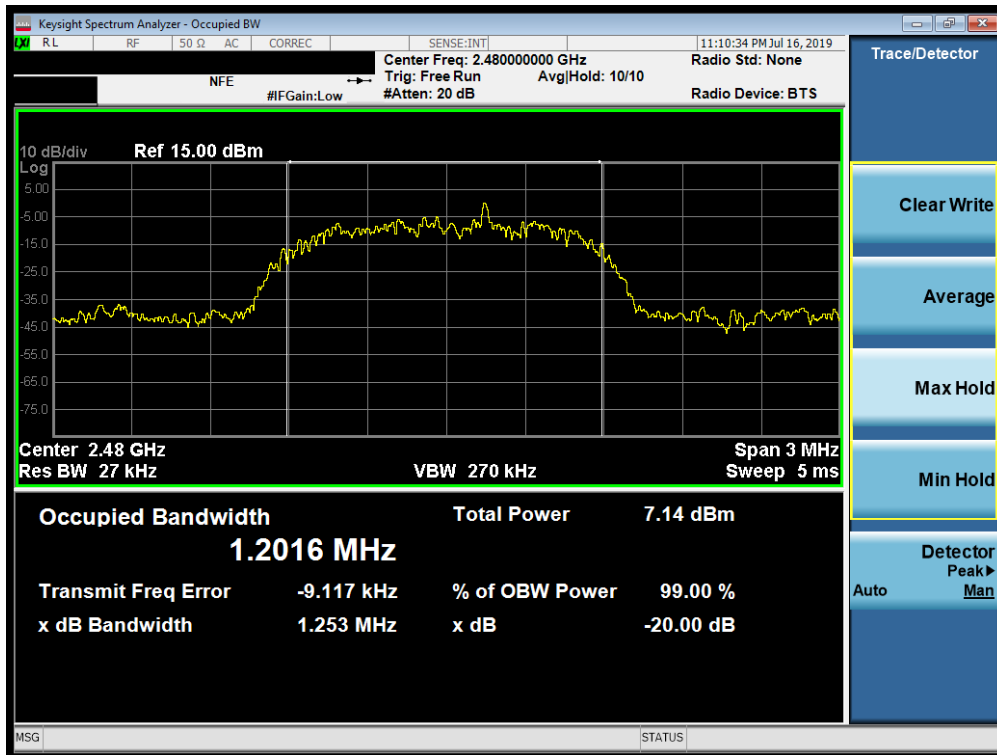 Keysight Spectrum Analyzer - Occupied BW
LXI RL RF 50 Ω AC CORREC SENSE:INT 11:10:34 PM Jul 16, 2019
Center Freq: 2.480000000 GHz Radio Std: None
NFE Trig: Free Run Avg|Hold: 10/10
#IFGain:Low #Atten: 20 dB Radio Device: BTS
Trace/Detector
10 dB/div Ref 15.00 dBm
Log
5.00
-5.00
-15.0
-25.0
-35.0
-45.0
-55.0
-65.0
-75.0
Center 2.48 GHz Span 3 MHz
Res BW 27 kHz VBW 270 kHz Sweep 5 ms
Occupied Bandwidth Total Power 7.14 dBm
1.2016 MHz
Transmit Freq Error -9.117 kHz % of OBW Power 99.00 %
x dB Bandwidth 1.253 MHz x dB -20.00 dB
Clear Write
Average
Max Hold
Min Hold
Detector
Peak▶
Auto Man
MSG STATUS